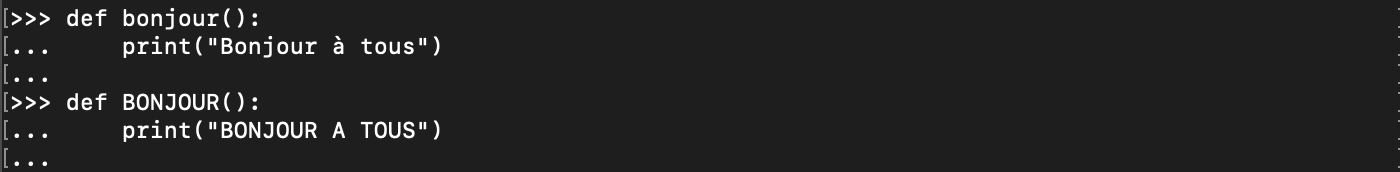 [>>> def bonjour():
[...     print("Bonjour à tous")
[...
[>>> def BONJOUR():
[...     print("BONJOUR A TOUS")
[...